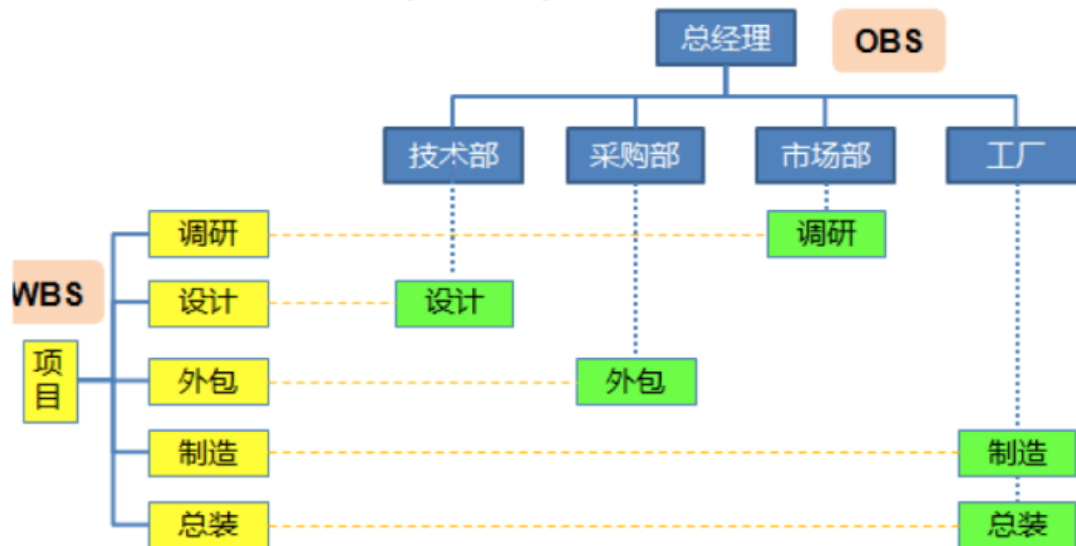 总经理
OBS
技术部
采购部
市场部
工厂
调研
调研
WBS
设计
设计
项目
外包
外包
制造
制造
总装
总装